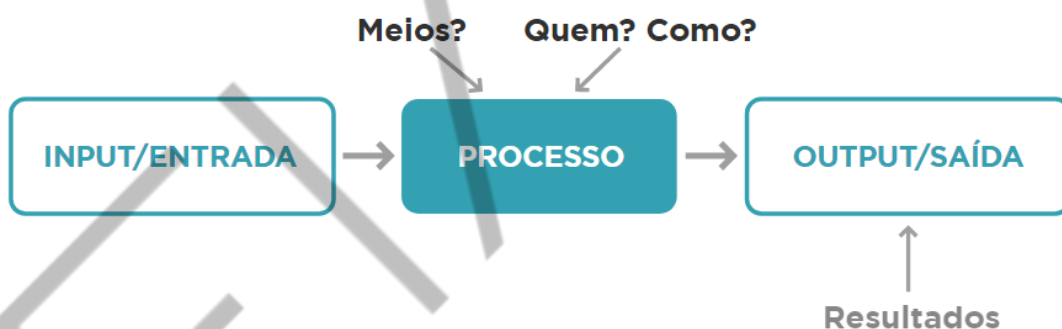 Meios? Quem? Como?
INPUT/ENTRADA PROCESSO OUTPUT/SAÍDA
Resultados